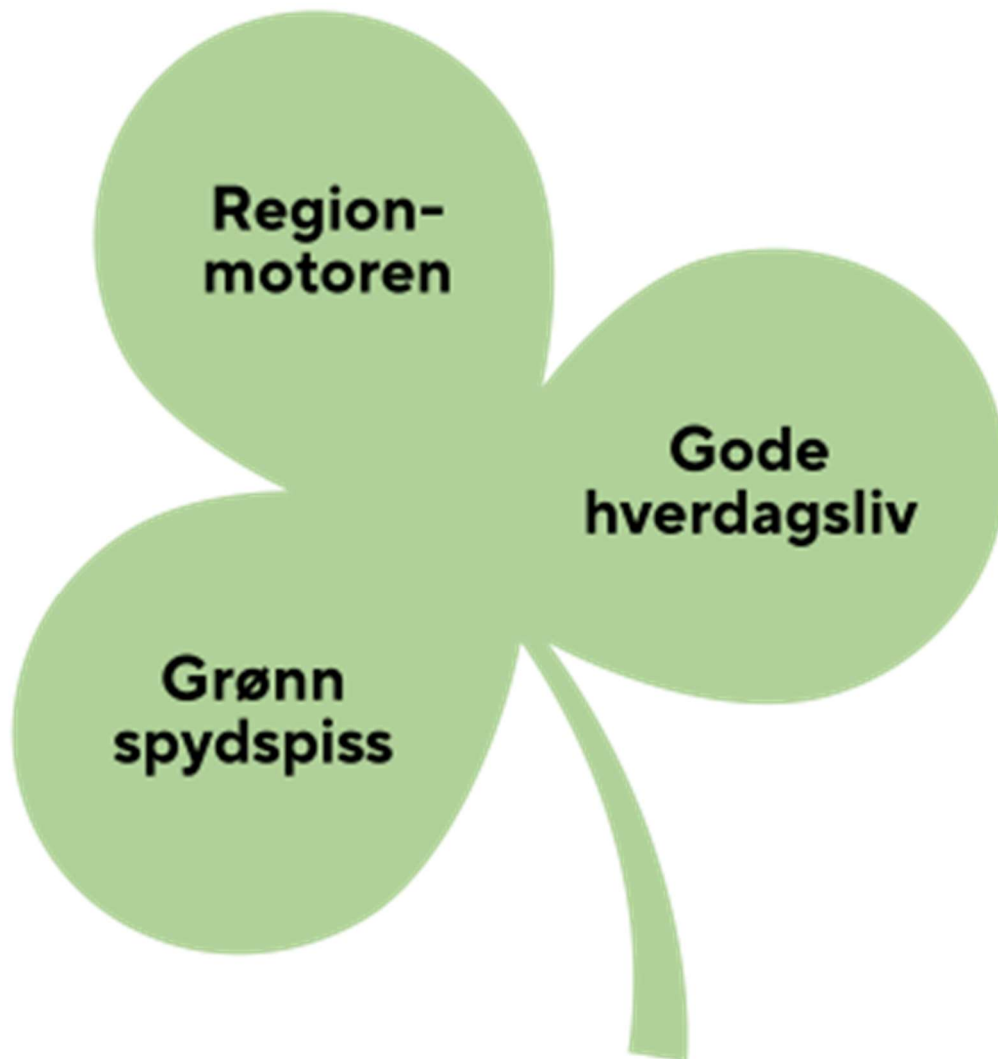 Region-
motoren
Gode
hverdagsliv
Grønn
spydspiss